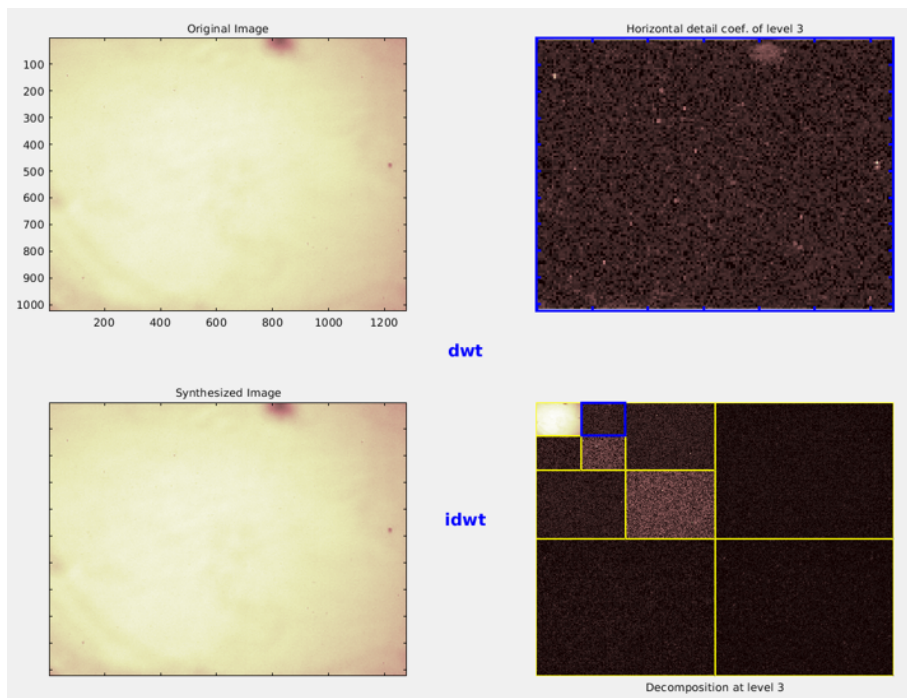 Original Image
Horizontal detail coef. of level 3
100
200
300
400
500
600
700
800
900
1000
200 400 600 800 1000 1200
dwt
Synthesized Image
idwt
Decomposition at level 3